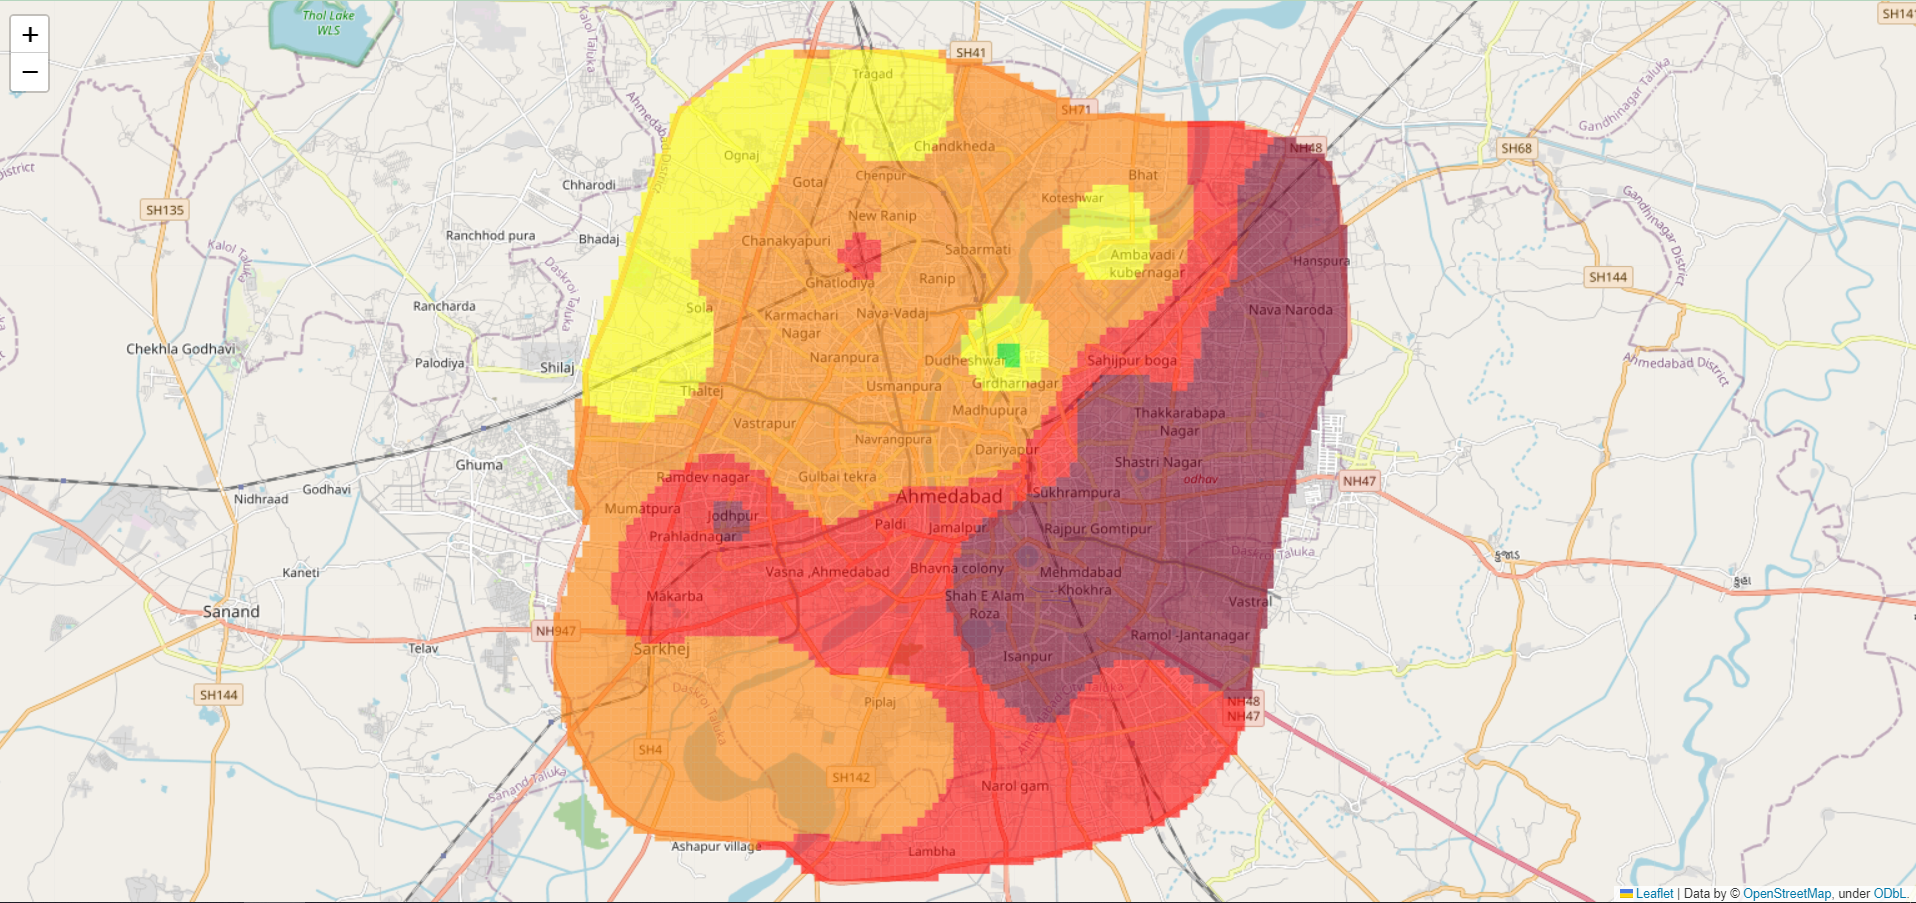 +
−
Thol Lake
WLS
SH41
SH141
Kalol Taluka
Tragad
Ahmedabad District
SH71
Gandhinagar Taluka
Ognaj
Chandkheda
NH48
SH68
District
Chharodi
Gota
Chenpur
Bhat
Koteshwar
SH135
New Ranip
Gandhinagar District
Ranchhod pura
Bhadaj
Chanakyapuri
Sabarmati
Kalol Taluka
Ambavadi /
kubernagar
Hanspura
Daskroi Taluka
Ghatlodiya
Ranip
SH144
Rancharda
Sola
Karmachari
Nagar
Nava-Vadaj
Nava Naroda
Chekhla Godhavi
Palodiya
Shilaj
Naranpura
Dudheshwar
Sahijpur boga
Ahmedabad District
Thaltej
Usmanpura
Girdharnagar
Madhupura
Thakkarabapa
Nagar
Vastrapur
Navrangpura
Dariyapur
Ghuma
Ramdev nagar
Gulbai tekra
Shastri Nagar
odhav
NH47
Nidhraad
Godhavi
Ahmedabad
Sukhrampura
Mumatpura
Jodhpur
Paldi
Jamalpur
Rajpur Gomtipur
Prahladnagar
Daskroi Taluka
કુજાડ
Kaneti
Vasna ,Ahmedabad
Bhavna colony
Mehmdabad
- Khokhra
Makarba
Shah E Alam
Roza
Vastral
Sanand
NH947
Ramol -Jantanagar
Telav
Sarkhej
Isanpur
SH144
Daskroi Taluka
Ahmadabad City Taluka
Piplaj
NH48
NH47
SH4
SH142
Sanand Taluka
Narol gam
Ashapur village
Lambha
Leaflet | Data by © OpenStreetMap, under ODbL.